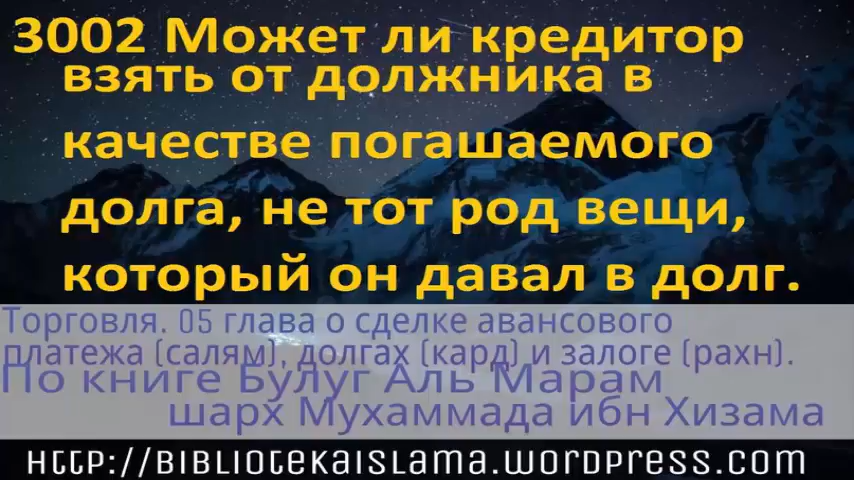 3002 Может ли кредитор
взять от должника в
качестве погашаемого
долга, не тот род вещи,
который он давал в долг.
Торговля. 05 глава о сделке авансового
платежа (салям), долгах (кард) и залоге (рахн).
По книге Булуг Аль Марам
шарх Мухаммада ибн Хизама
HTTP://BIBLIOTEKAISLAMA.WORDPRESS.COM